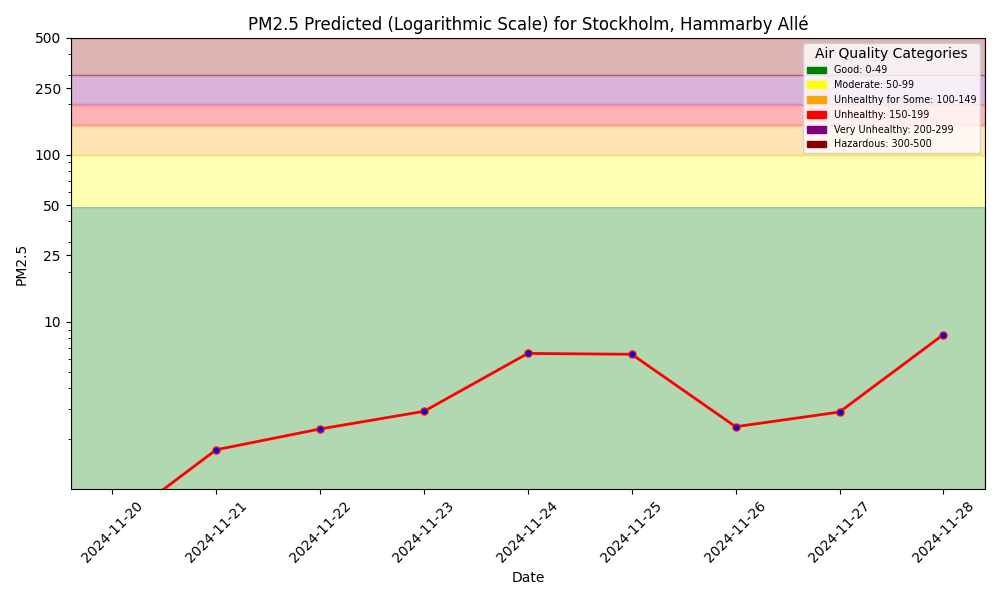 PM2.5 Predicted (Logarithmic Scale) for Stockholm, Hammarby Allé
500
250
100
50
25
10
PM2.5
Air Quality Categories
Good: 0-49
Moderate: 50-99
Unhealthy for Some: 100-149
Unhealthy: 150-199
Very Unhealthy: 200-299
Hazardous: 300-500
2024-11-20
2024-11-21
2024-11-22
2024-11-23
2024-11-24
2024-11-25
2024-11-26
2024-11-27
2024-11-28
Date